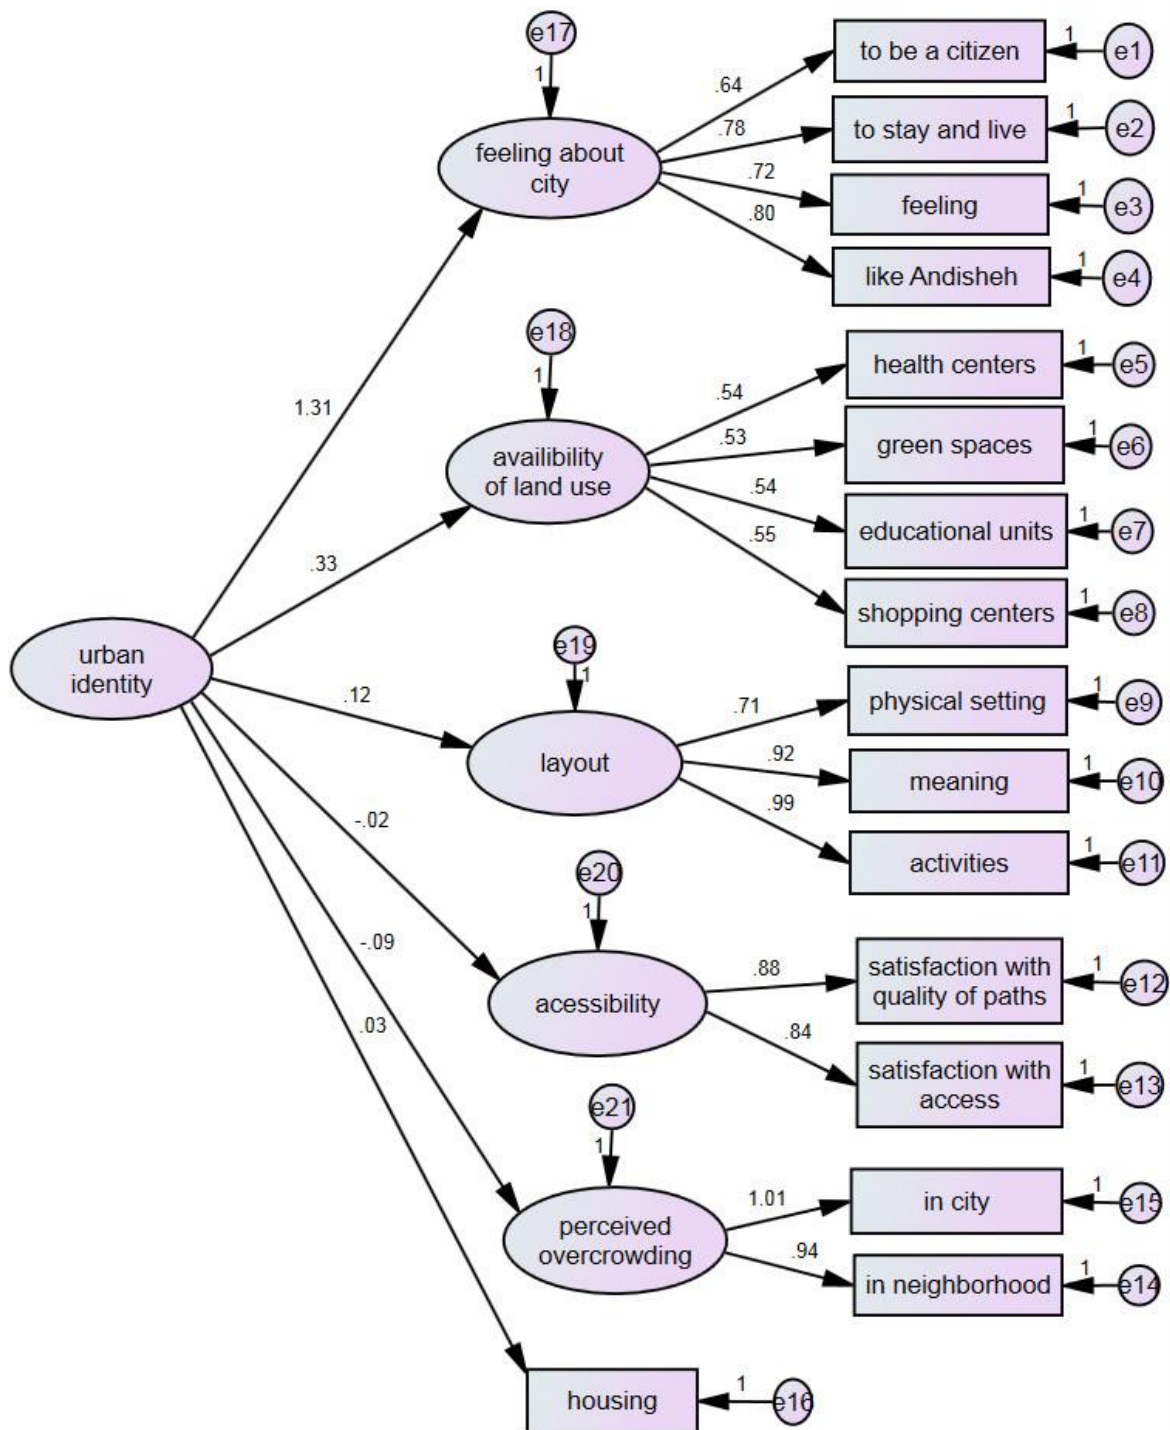 e17
1
feeling about
city
.64
.78
.72
.80
to be a citizen
1
e1
to stay and live
1
e2
feeling
1
e3
like Andisheh
1
e4
1.31
e18
1
availibility
of land use
.54
.53
.54
.55
health centers
1
e5
green spaces
1
e6
educational units
1
e7
shopping centers
1
e8
.33
urban
identity
e19
1
.12
layout
.71
.92
.99
physical setting
1
e9
meaning
1
e10
activities
1
e11
-.02
e20
1
acessibility
.88
.84
satisfaction with
quality of paths
1
e12
satisfaction with
access
1
e13
-.09
.03
e21
1
perceived
overcrowding
1.01
.94
in city
1
e15
in neighborhood
1
e14
housing
1
e16